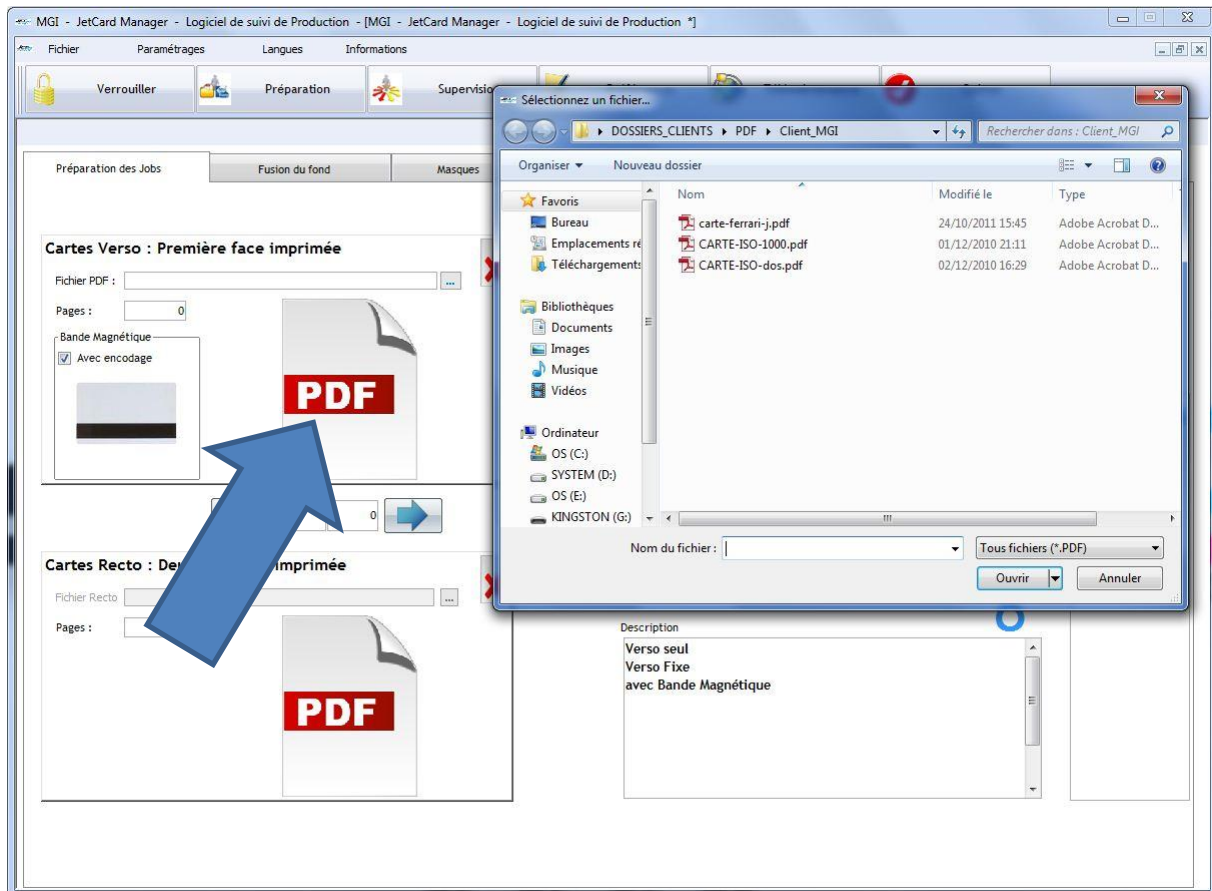 MGI - JetCard Manager - Logiciel de suivi de Production - [MGI - JetCard Manager - Logiciel de suivi de Production *]
Fichier Paramétrages Langues Informations
Verrouiller Préparation
Préparation des Jobs Fusion du fond Masques
Cartes Verso : Première face imprimée
Fichier PDF : ...
Pages : 0
Bande Magnétique
Avec encodage
PDF
0
Cartes Recto : imprimée
Fichier Recto ...
Pages :
PDF
Sélectionnez un fichier...
DOSSIERS_CLIENTS PDF Client_MGI Rechercher dans : Client_MGI
Organiser Nouveau dossier
Favoris
Bureau
Emplacements
Téléchargements
Bibliothèques
Documents
Images
Musique
Vidéos
Ordinateur
OS (C:)
SYSTEM (D:)
OS (E:)
KINGSTON (G:)
Nom Modifié le Type
carte-ferrari-j.pdf 24/10/2011 15:45 Adobe Acrobat D...
CARTE-ISO-1000.pdf 01/12/2010 21:11 Adobe Acrobat D...
CARTE-ISO-dos.pdf 02/12/2010 16:29 Adobe Acrobat D...
Nom du fichier : Tous fichiers (*.PDF)
Ouvrir Annuler
Description
Verso seul
Verso Fixe
avec Bande Magnétique